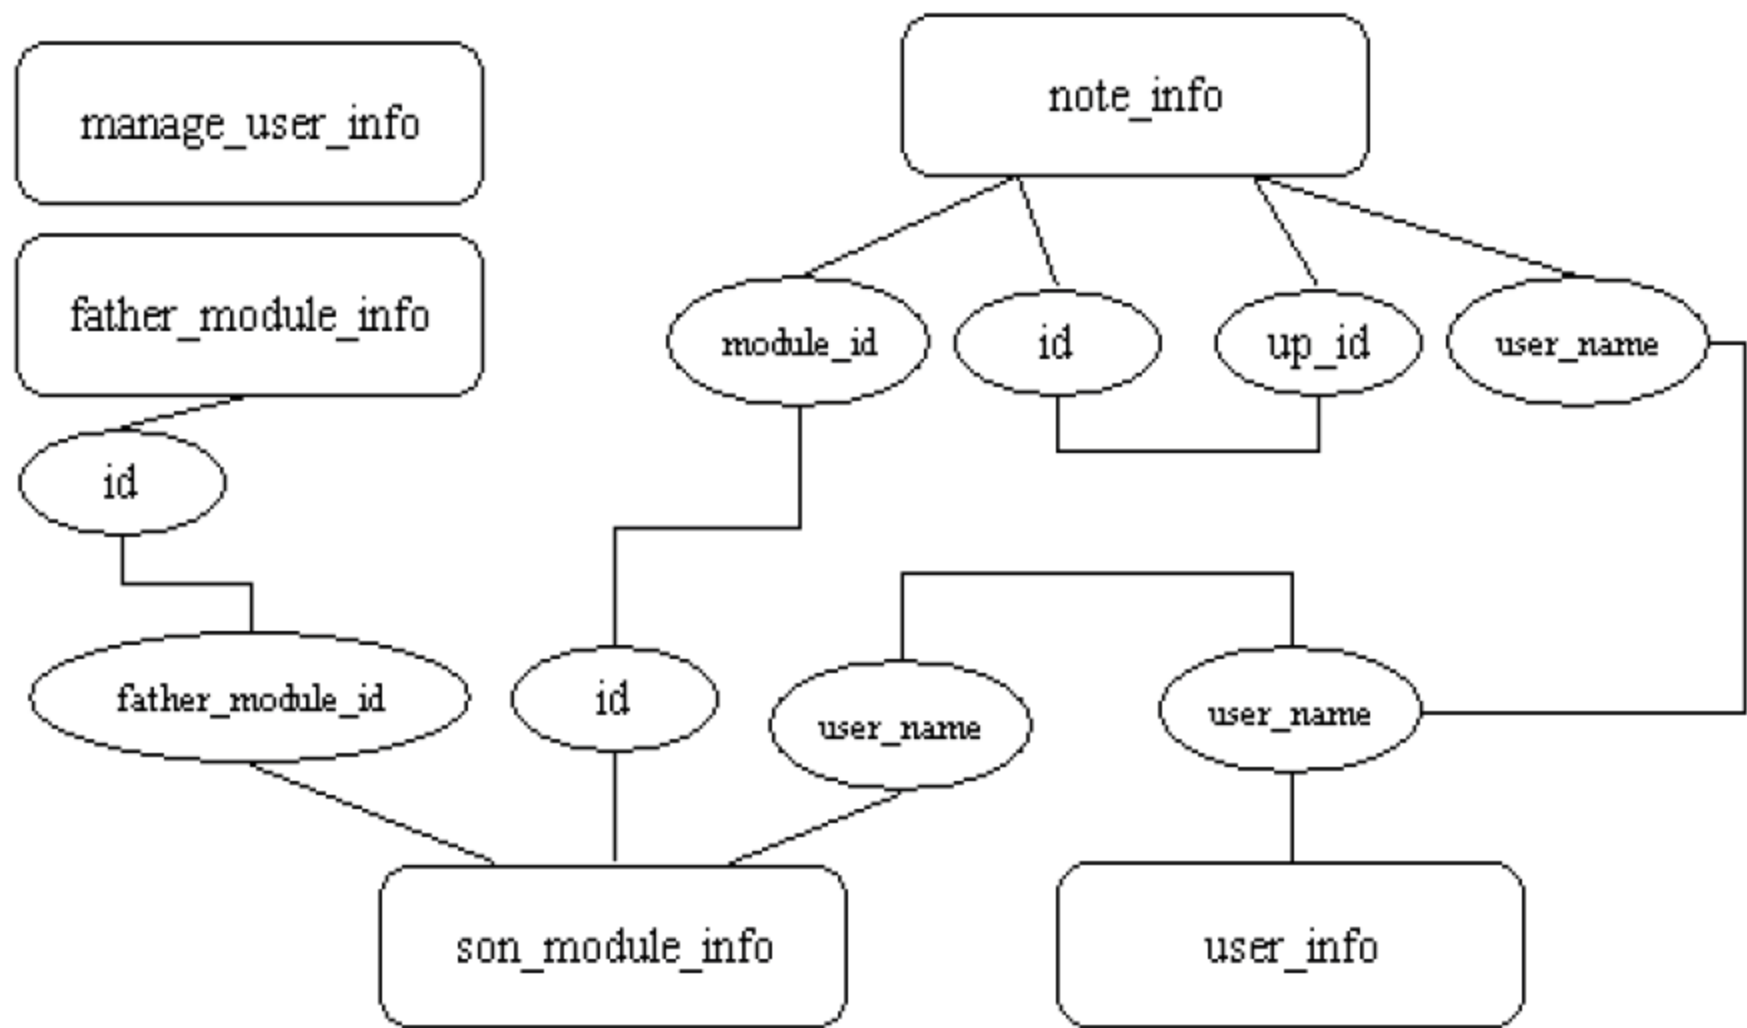 manage_user_info
note_info
father_module_info
module_id
id
up_id
user_name
id
father_module_id
id
user_name
user_name
son_module_info
user_info